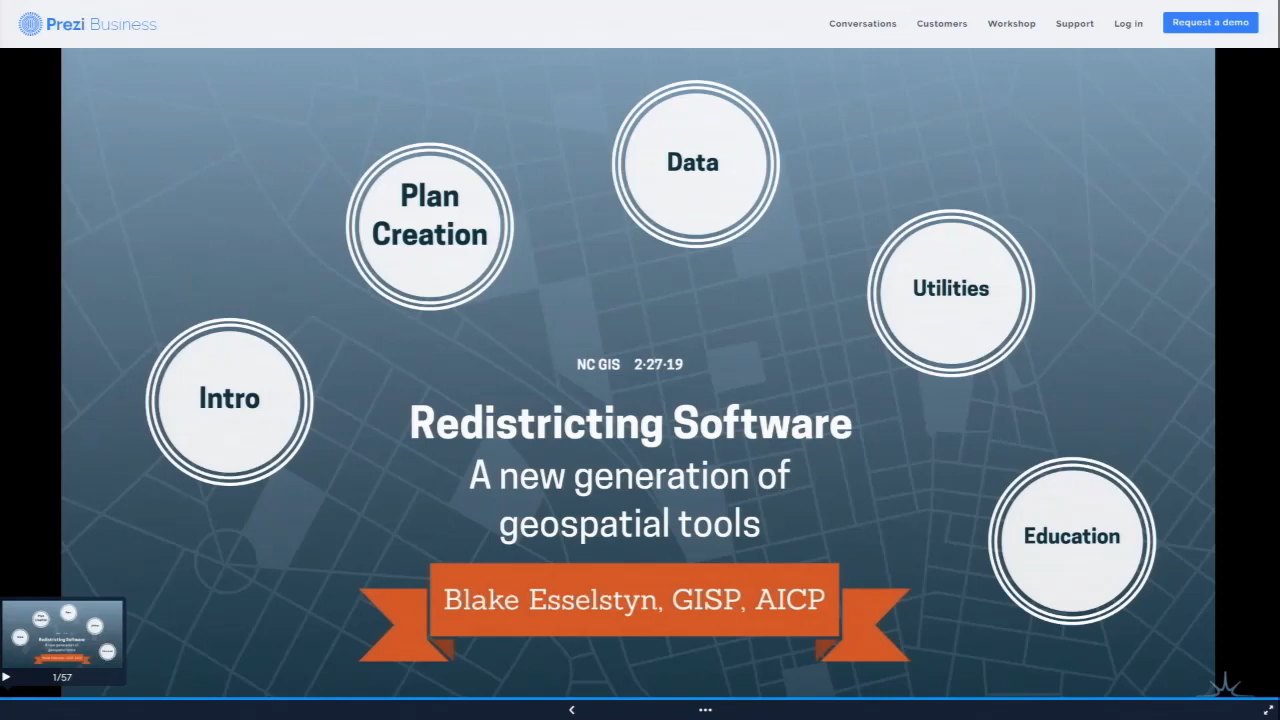 Prezi Business
Conversations
Customers
Workshop
Support
Log in
Request a demo
Data
Plan
Creation
Utilities
Intro
NC GIS 2-27-19
Redistricting Software
A new generation of
geospatial tools
Education
Blake Esselstyn, GISP, AICP
1/57